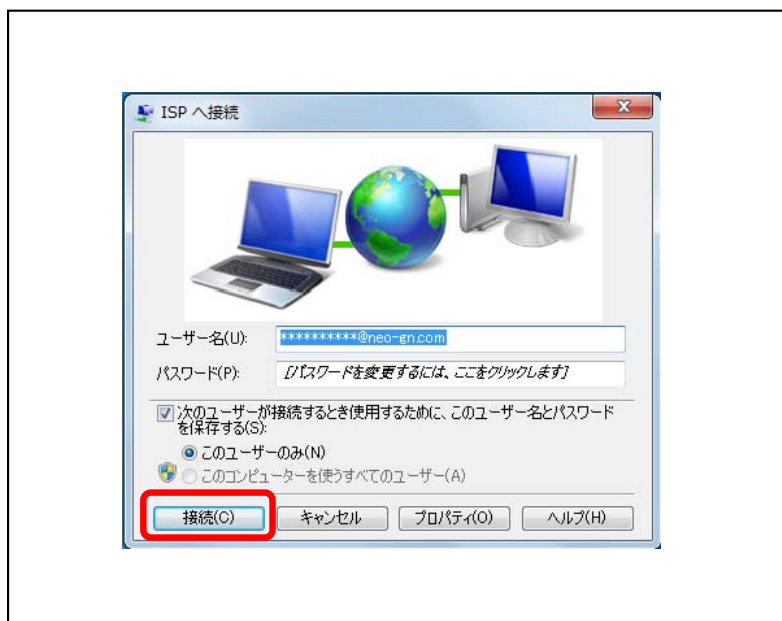 ISP へ接続
ユーザー名(U):
**********@neo-gn.com
パスワード(P):
[パスワードを変更するには、ここをクリックします]
次のユーザーが接続するとき使用するために、このユーザー名とパスワード
を保存する(S):
このユーザーのみ(N)
このコンピューターを使うすべてのユーザー(A)
接続(C)
キャンセル
プロパティ(O)
ヘルプ(H)